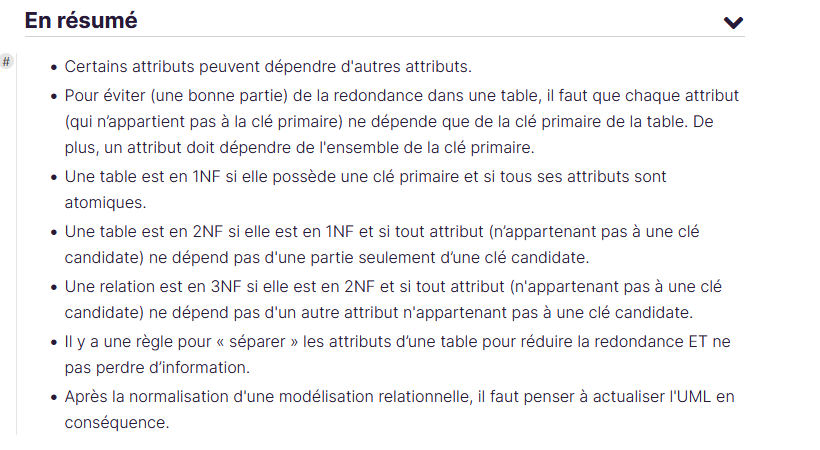 En résumé
#
• Certains attributs peuvent dépendre d'autres attributs.
• Pour éviter (une bonne partie) de la redondance dans une table, il faut que chaque attribut
(qui n’appartient pas à la clé primaire) ne dépende que de la clé primaire de la table. De
plus, un attribut doit dépendre de l'ensemble de la clé primaire.
• Une table est en 1NF si elle possède une clé primaire et si tous ses attributs sont
atomiques.
• Une table est en 2NF si elle est en 1NF et si tout attribut (n’appartenant pas à une clé
candidate) ne dépend pas d'une partie seulement d’une clé candidate.
• Une relation est en 3NF si elle est en 2NF et si tout attribut (n'appartenant pas à une clé
candidate) ne dépend pas d'un autre attribut n'appartenant pas à une clé candidate.
• Il y a une règle pour « séparer » les attributs d’une table pour réduire la redondance ET ne
pas perdre d’information.
• Après la normalisation d'une modélisation relationnelle, il faut penser à actualiser l'UML en
conséquence.